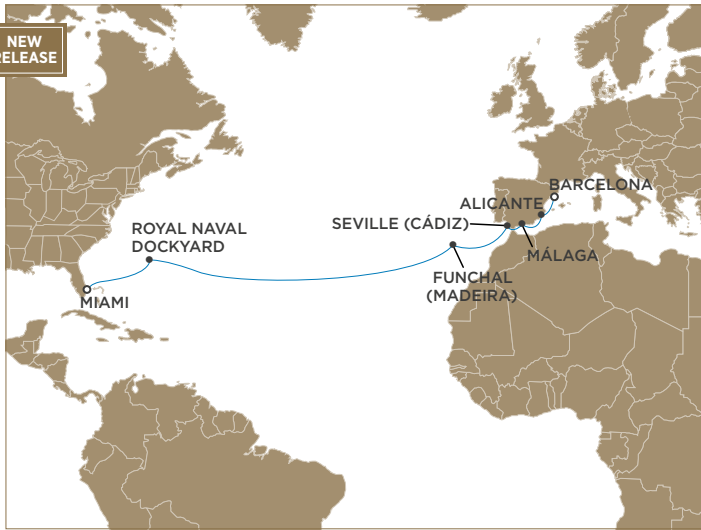 NEW
RELEASE
BARCELONA
ALICANTE
SEVILLE (CÁDIZ)
MÁLAGA
ROYAL NAVAL
DOCKYARD
FUNCHAL
(MADEIRA)
MIAMI